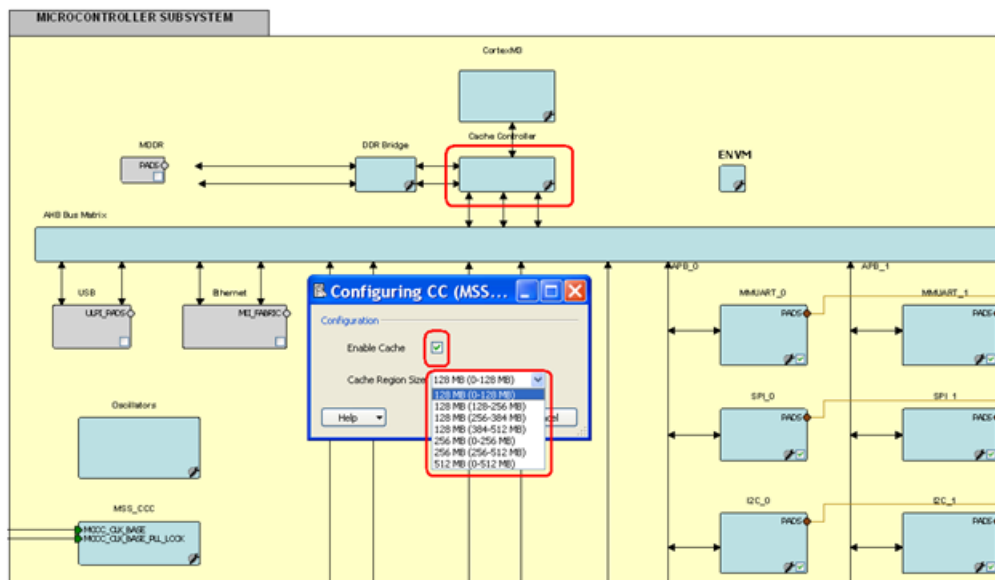 MICROCONTROLLER SUBSYSTEM
CortexM3
MDDR
PADS
DDR Bridge
Cache Controller
ENVM
AHB Bus Matrix
APB_0
APB_1
USB
ULPI_PADS
Ethernet
MII_FABRIC
Configuring CC (MSS...
Configuration
Enable Cache
Cache Region Size
128 MB (0-128 MB)
128 MB (0-128 MB)
128 MB (128-256 MB)
128 MB (256-384 MB)
128 MB (384-512 MB)
256 MB (0-256 MB)
256 MB (256-512 MB)
512 MB (0-512 MB)
Help
MMUART_0
PADS
MMUART_1
PADS
Oscillators
SPI_0
PADS
SPI_1
PADS
MSS_CCC
MCCC_CLK_BASE
MCCC_CLK_BASE_PLL_LOCK
I2C_0
PADS
I2C_1
PADS